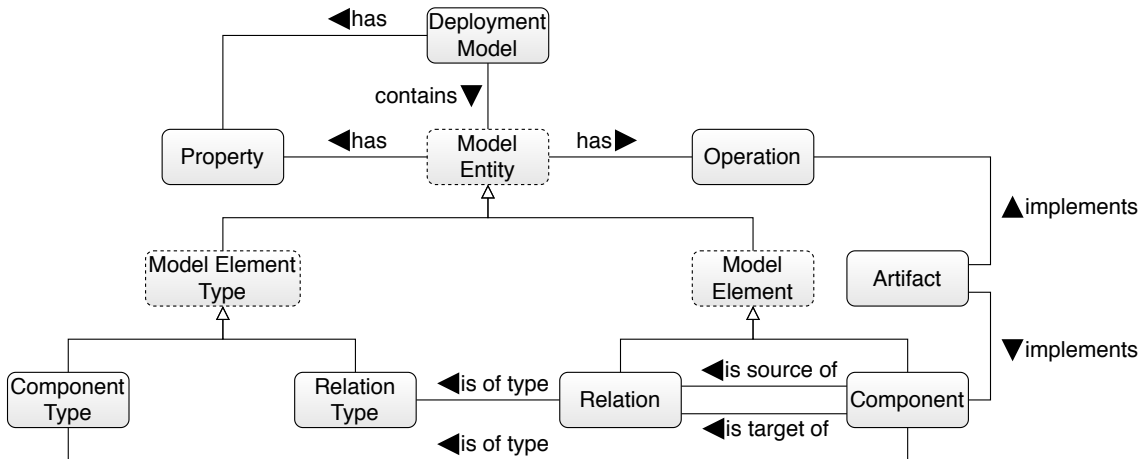 ◀has
Deployment
Model
contains▼
Property
◀has
Model
Entity
has▶
Operation
▲implements
Model Element
Type
Model
Element
Artifact
▼implements
Component
Type
Relation
Type
◀is of type
Relation
◀is source of
◀is target of
Component
◀is of type